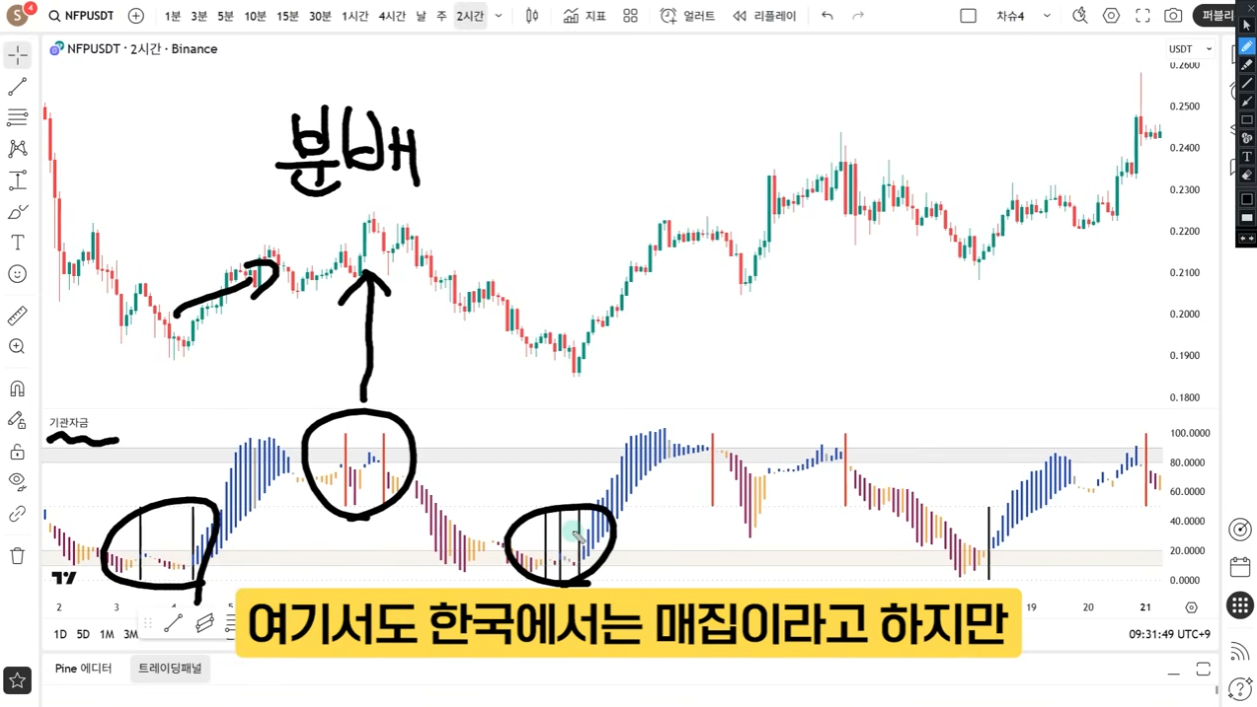 S 4 NFPUSDT 1분 3분 5분 10분 15분 30분 1시간 4시간 날 주 2시간 지표 얼러트 리플레이 차슈4 퍼블리
NFPUSDT · 2시간 · Binance
USDT
0.2600
0.2500
분배
0.2400
0.2300
0.2200
0.2100
0.2000
0.1900
0.1800
기관자금
100.0000
80.0000
60.0000
40.0000
20.0000
0.0000
2 3 4 5 19 20 21
여기서도 한국에서는 매집이라고 하지만
1D 5D 1M 3M 09:31:49 UTC+9
Pine 에디터 트레이딩패널